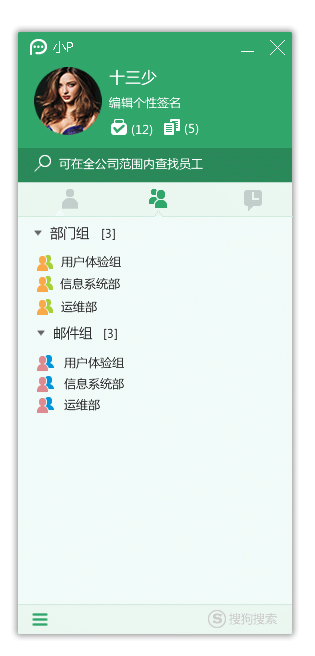 小P
十三少
编辑个性签名
(12) (5)
可在全公司范围内查找员工
部门组 [3]
用户体验组
信息系统部
运维部
邮件组 [3]
用户体验组
信息系统部
运维部
搜狗搜索